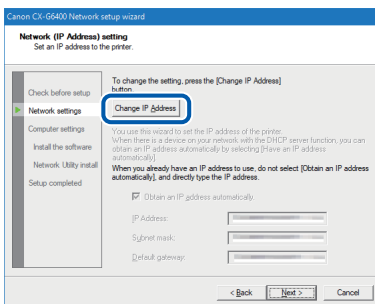 Canon CX-G6400 Network setup wizard
Network (IP Address) setting
Set an IP address to the printer.
Check before setup
Network settings
Computer settings
Install the software
Network Utility install
Setup completed
To change the setting, press the [Change IP Address]
button.
Change IP Address
You use this wizard to set the IP address of the printer.
When there is a device on your network with the DHCP server function, you can
obtain an IP address automatically by selecting [Have an IP address
automatically].
When you already have an IP address to use, do not select [Obtain an IP address
automatically], and directly type the IP address.
Obtain an IP address automatically.
IP Address:
Subnet mask:
Default gateway:
< Back
Next >
Cancel